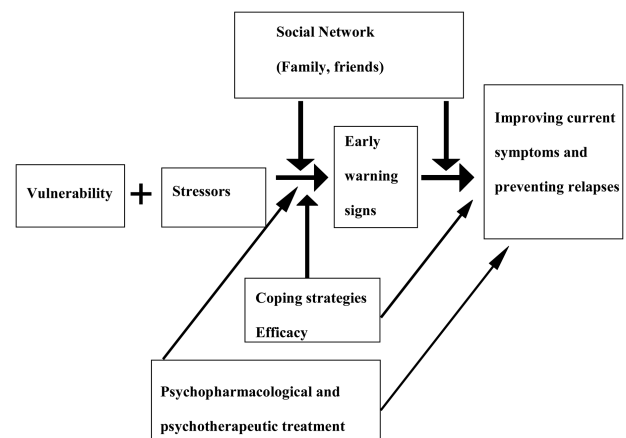 Social Network
(Family, friends)
Improving current
symptoms and
preventing relapses
Early
warning
signs
Vulnerability
+
Stressors
Coping strategies
Efficacy
Psychopharmacological and
psychotherapeutic treatment